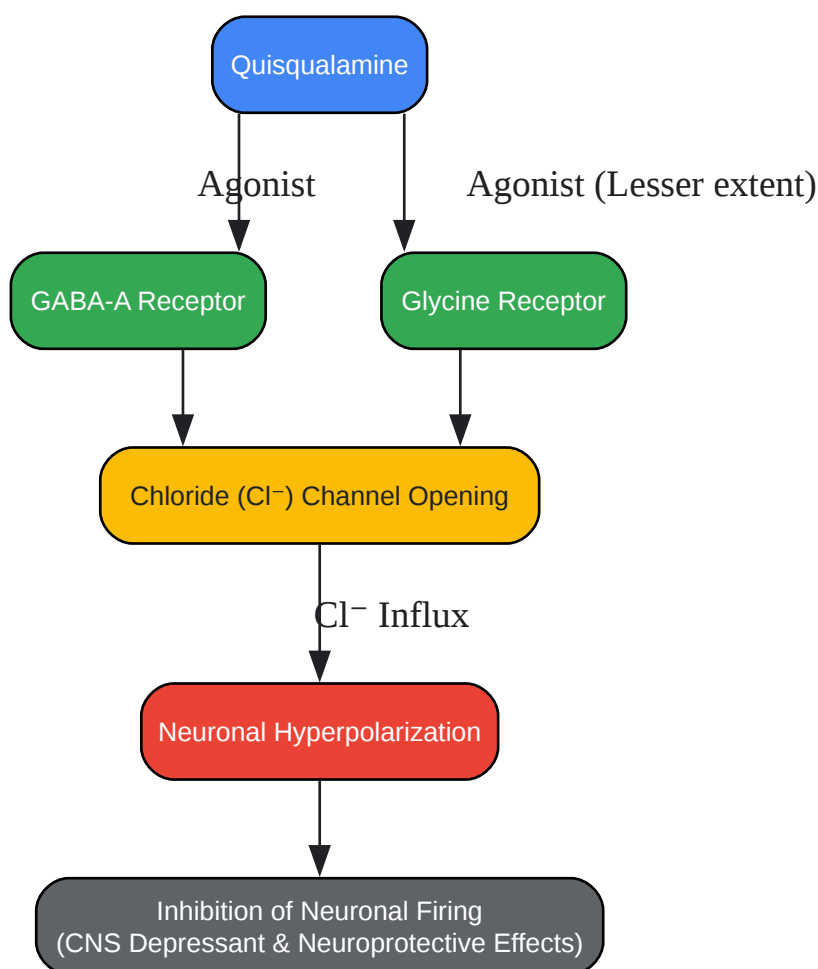 Quisqualamine
Agonist
Agonist (Lesser extent)
GABA-A Receptor
Glycine Receptor
Chloride (Cl⁻) Channel Opening
Cl⁻ Influx
Neuronal Hyperpolarization
Inhibition of Neuronal Firing
(CNS Depressant & Neuroprotective Effects)